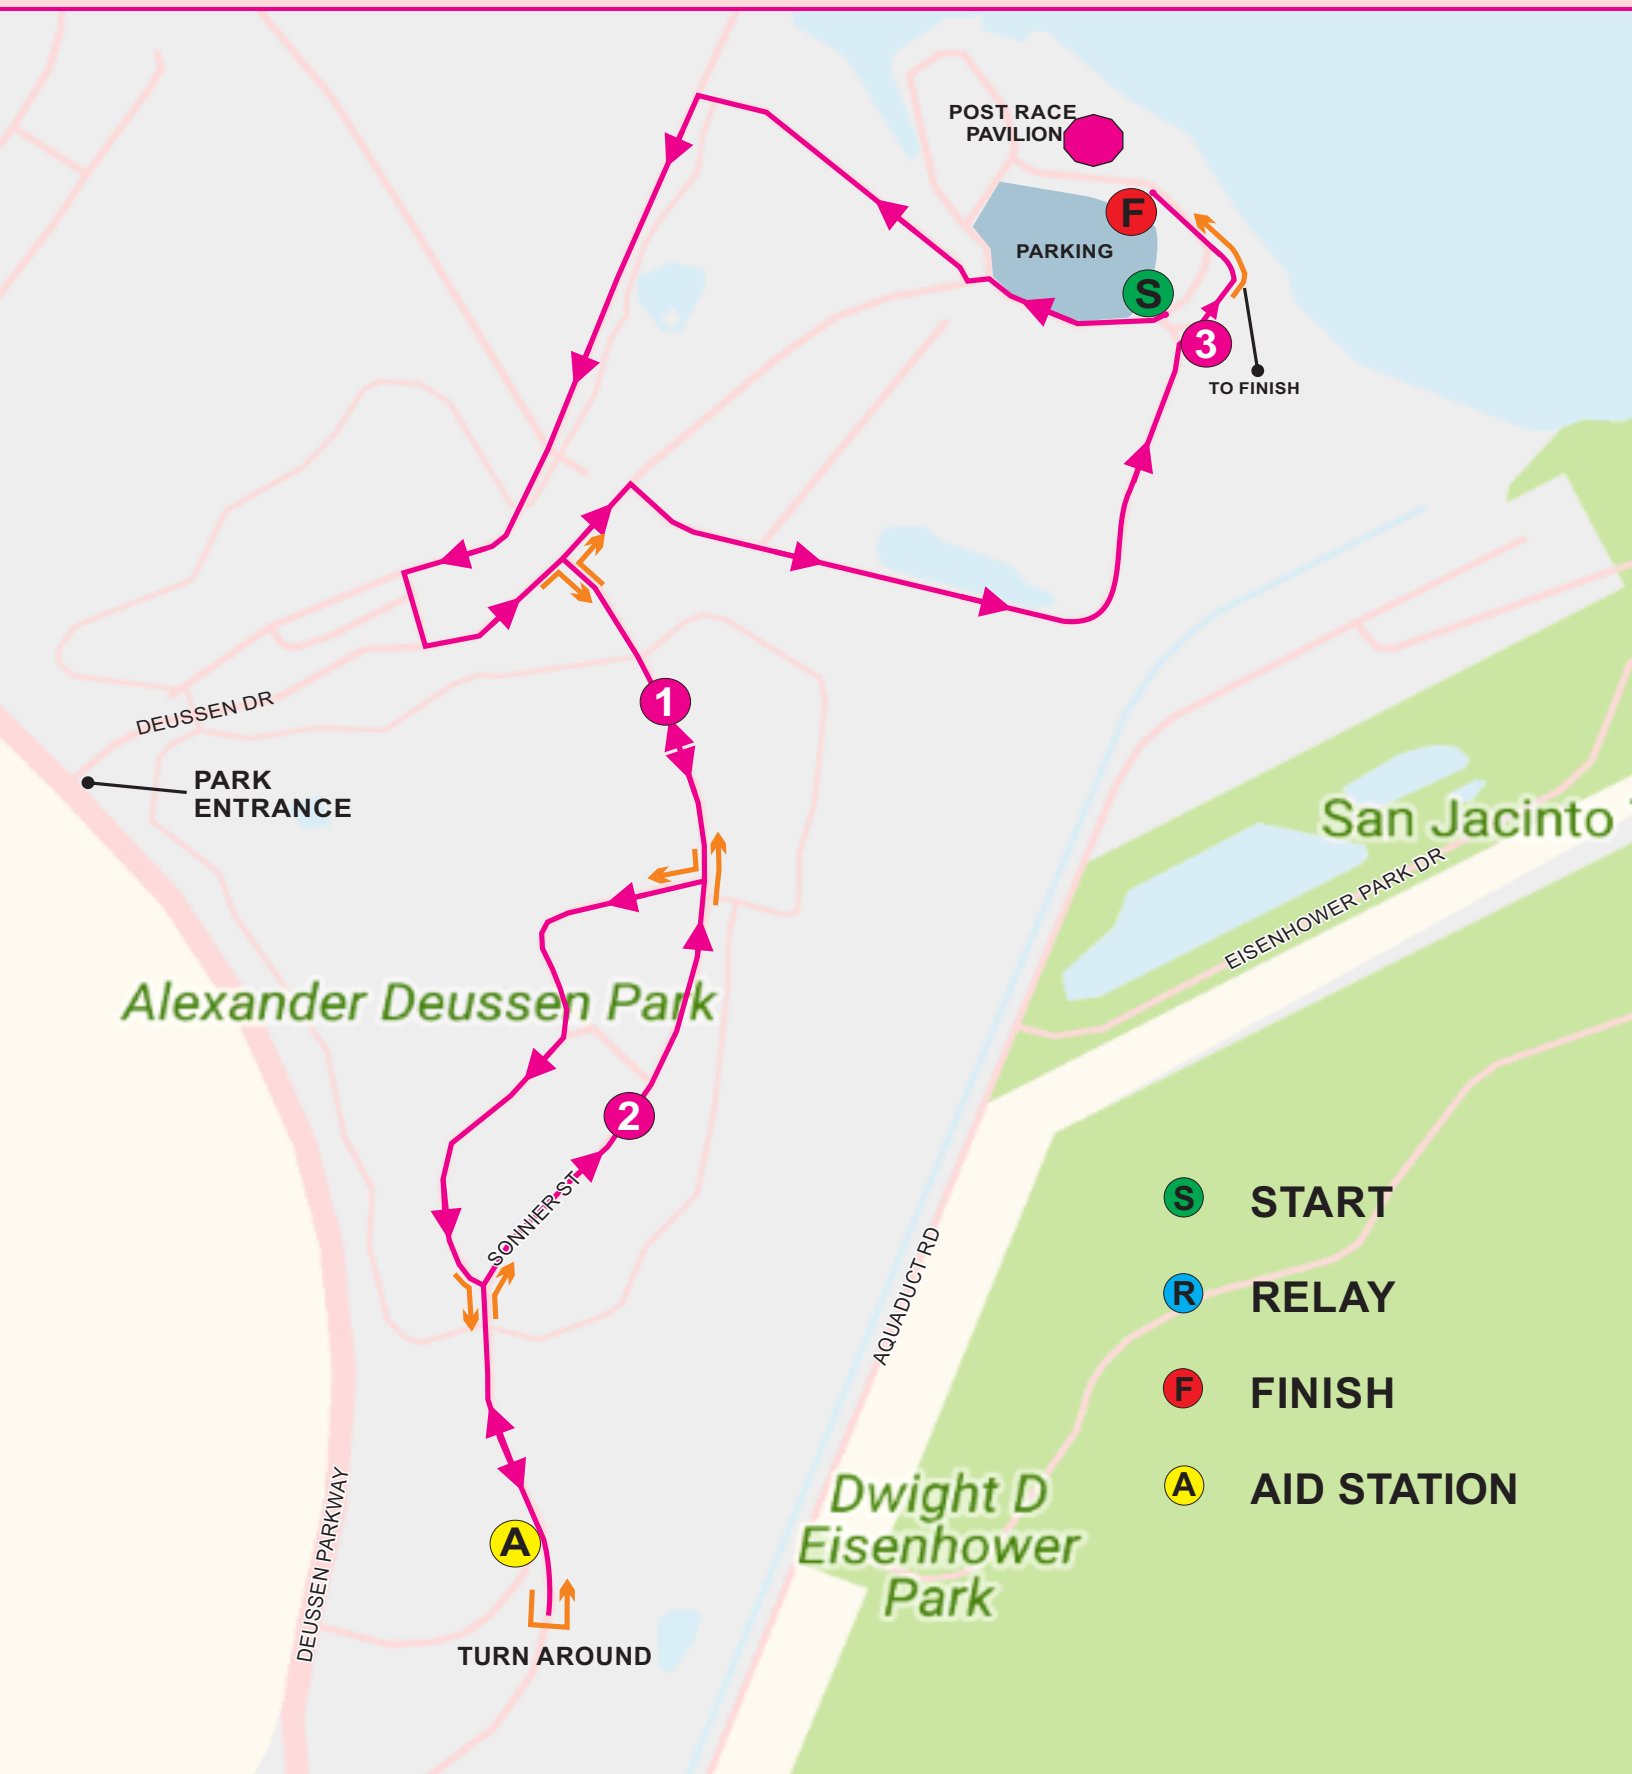 POST RACE
PAVILION
F
PARKING
S
3
TO FINISH
1
DEUSSEN DR
PARK
ENTRANCE
San Jacinto
EISENHOWER PARK DR
Alexander Deussen Park
2
SONNIER ST
S START
AQUADUCT RD
R RELAY
F FINISH
A AID STATION
Dwight D
Eisenhower
Park
DEUSSEN PARKWAY
A
TURN AROUND